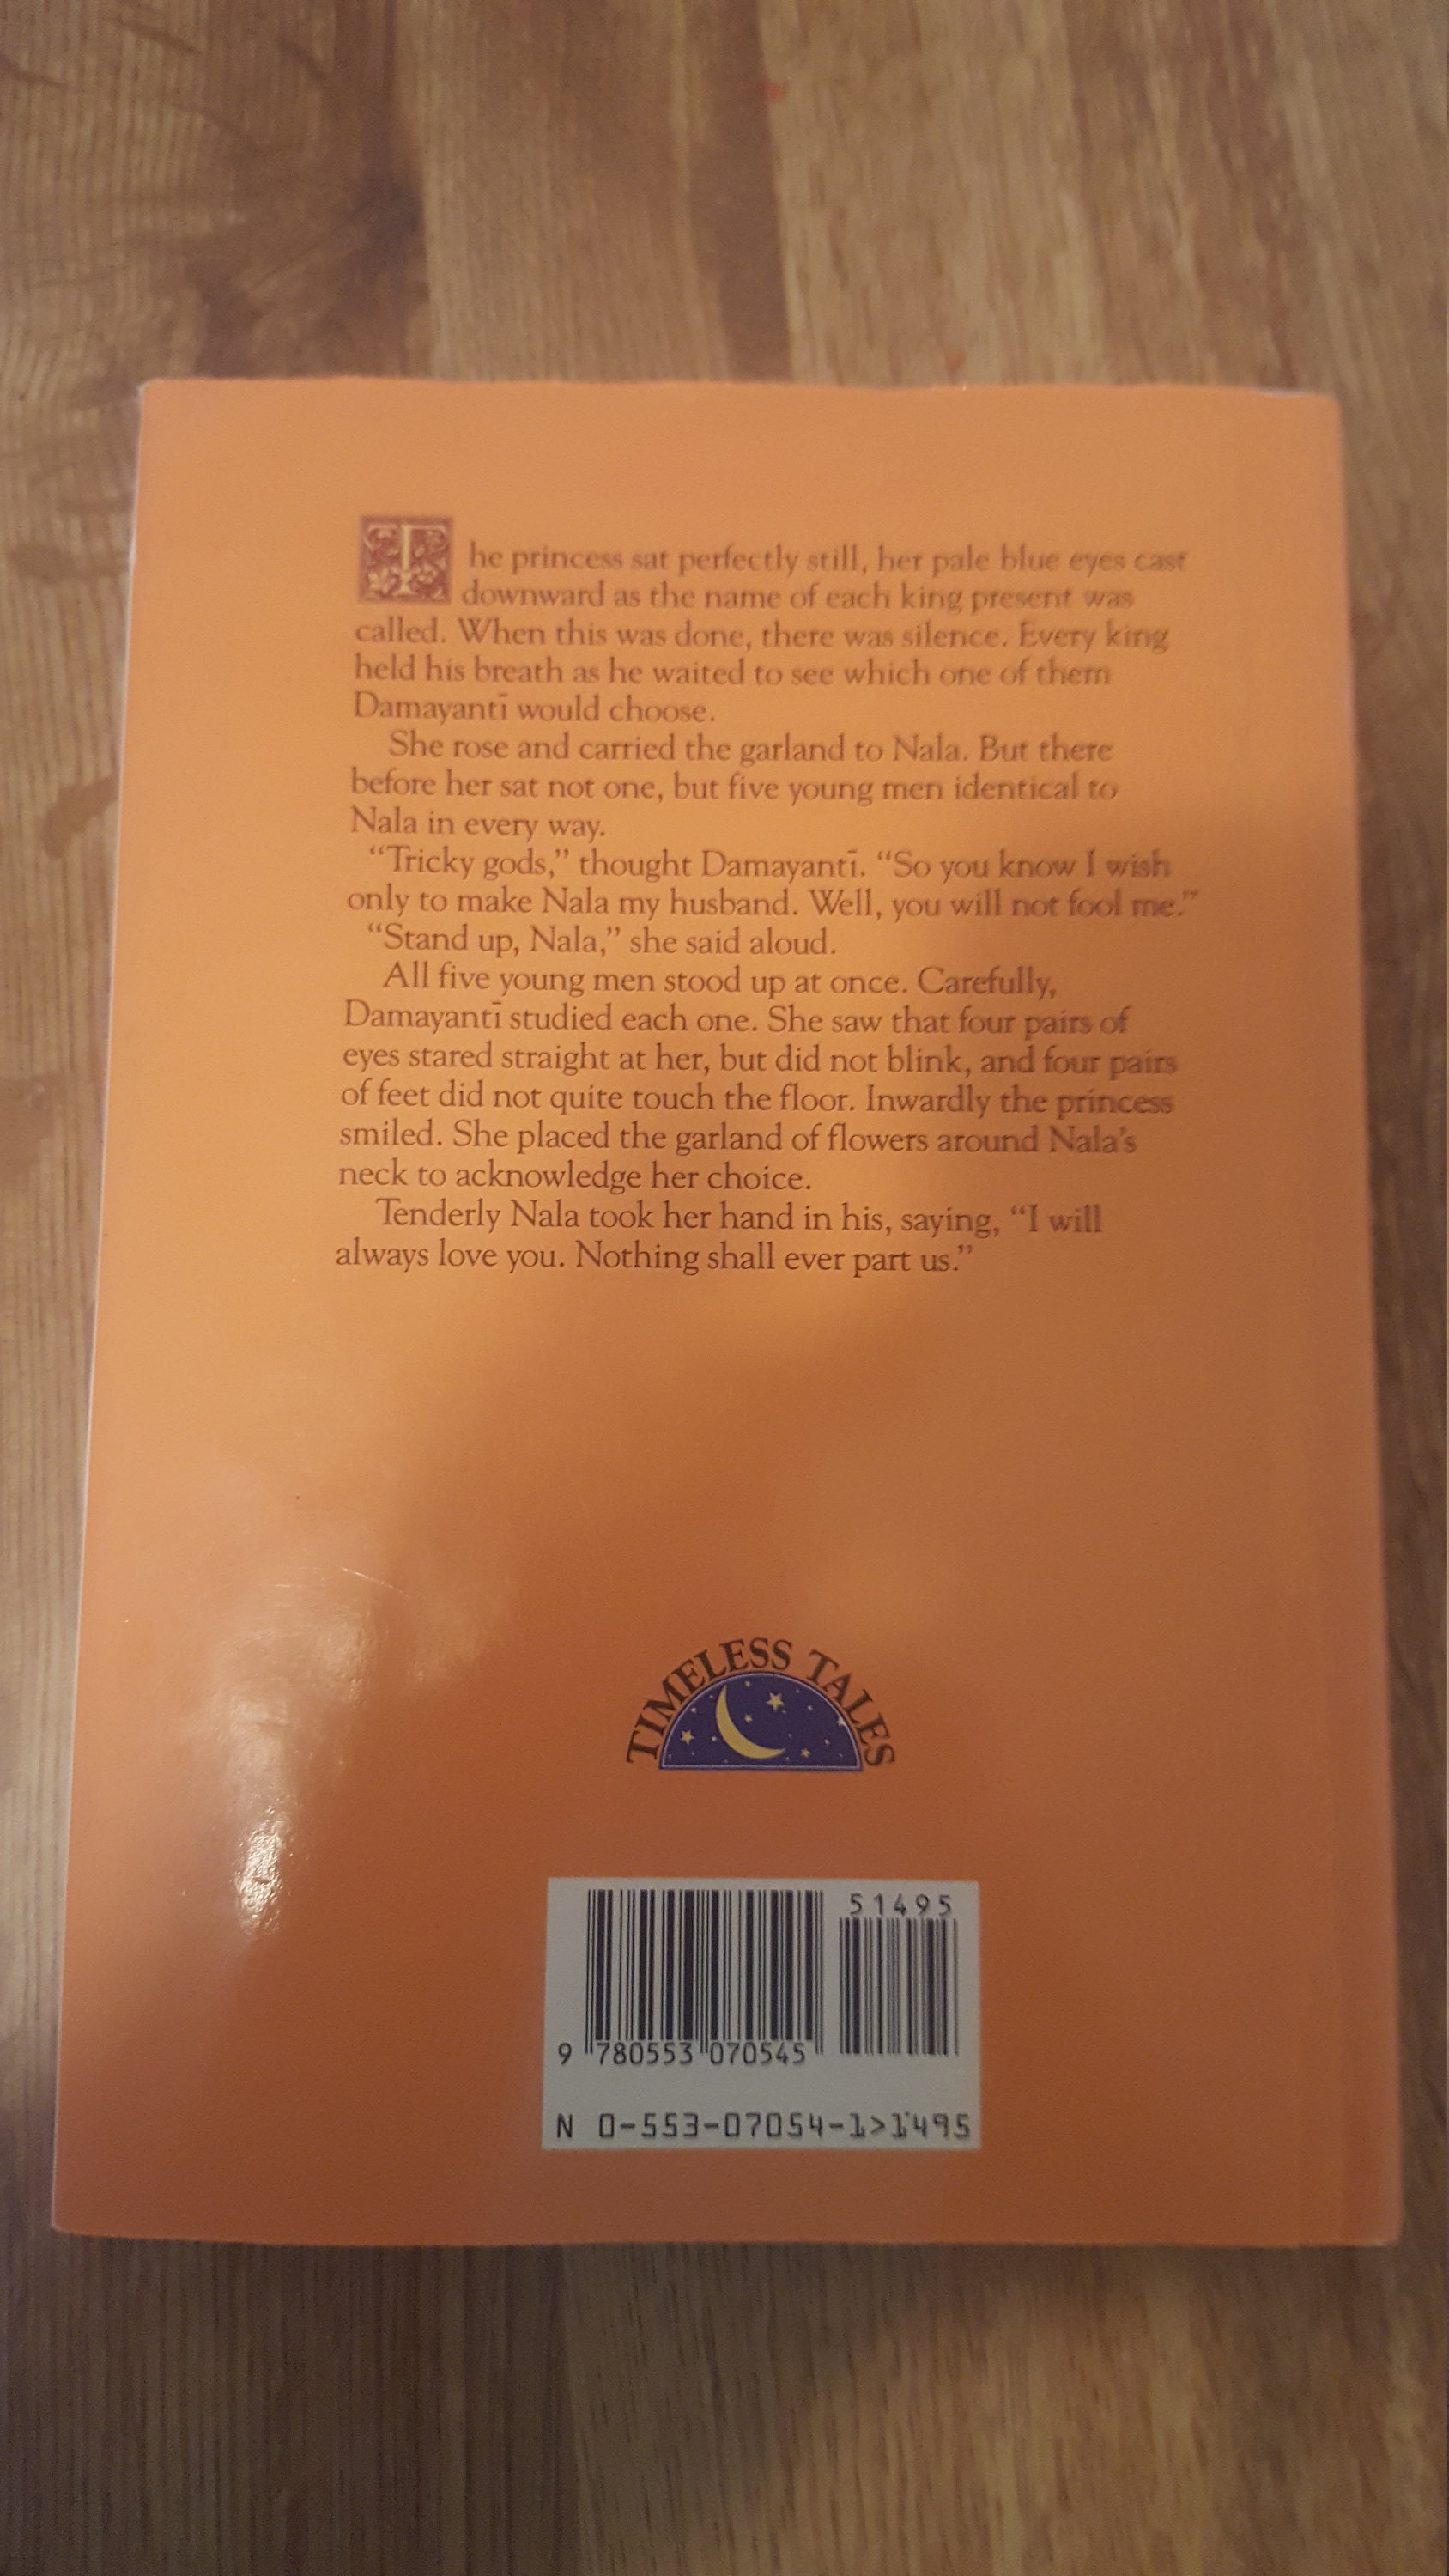 The princess sat perfectly still, her pale blue eyes cast
downward as the name of each king present was
called. When this was done, there was silence. Every king
held his breath as he waited to see which one of them
Damayantī would choose.
She rose and carried the garland to Nala. But there
before her sat not one, but five young men identical to
Nala in every way.
“Tricky gods,” thought Damayantī. “So you know I wish
only to make Nala my husband. Well, you will not fool me.”
“Stand up, Nala,” she said aloud.
All five young men stood up at once. Carefully,
Damayantī studied each one. She saw that four pairs of
eyes stared straight at her, but did not blink, and four pairs
of feet did not quite touch the floor. Inwardly the princess
smiled. She placed the garland of flowers around Nala’s
neck to acknowledge her choice.
Tenderly Nala took her hand in his, saying, “I will
always love you. Nothing shall ever part us.”
TIMELESS TALES
51495
9 780553 070545
N 0-553-07054-1>1495